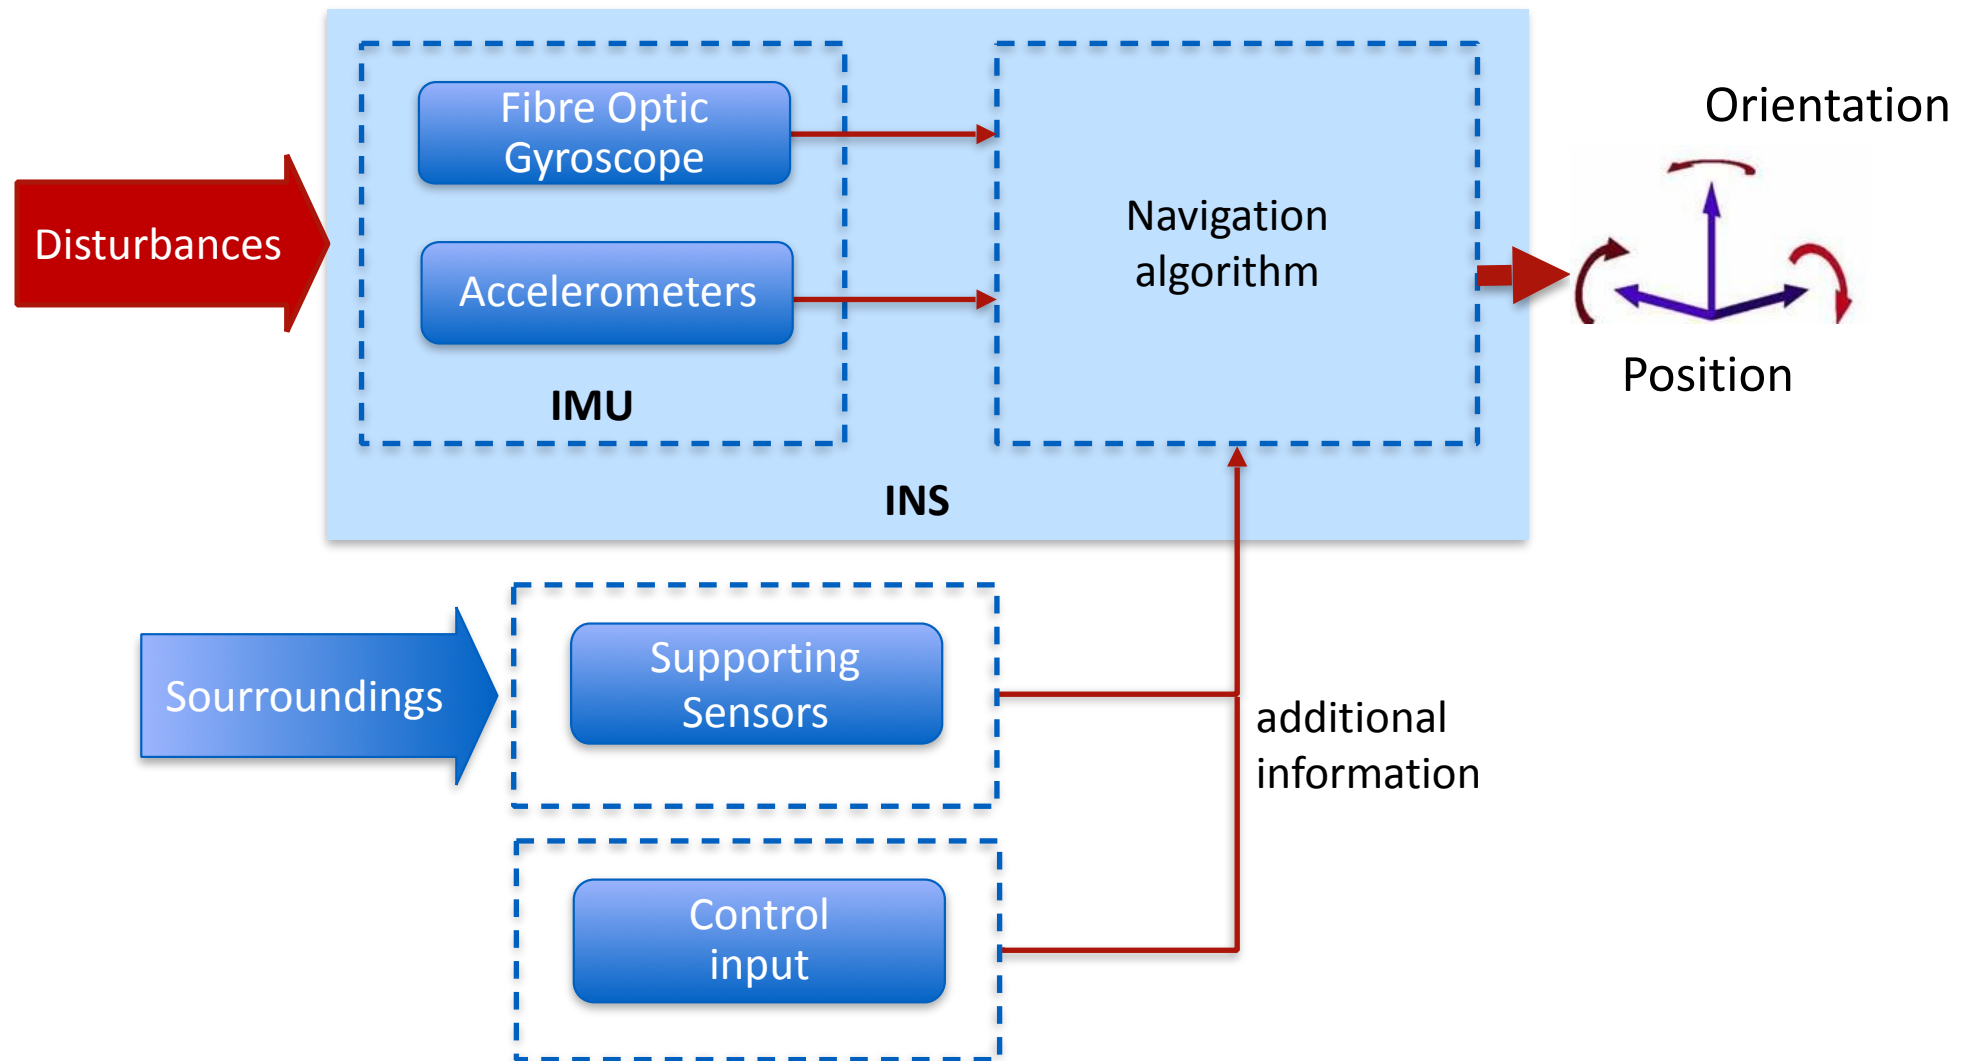 Fibre Optic
Gyroscope
Orientation
Disturbances
Navigation
algorithm
Accelerometers
IMU
Position
INS
Supporting
Sensors
Sourroundings
additional
information
Control
input